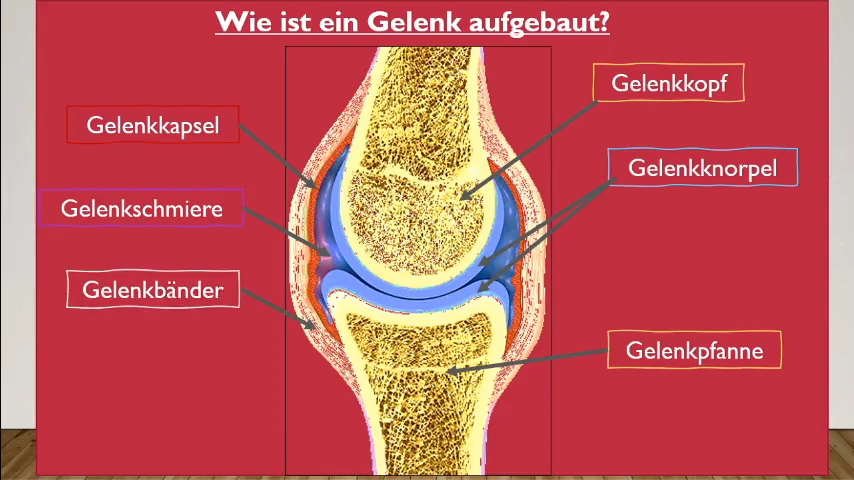 Wie ist ein Gelenk aufgebaut?
Gelenkkopf
Gelenkkapsel
Gelenkknorpel
Gelenkschmiere
Gelenkbänder
Gelenkpfanne